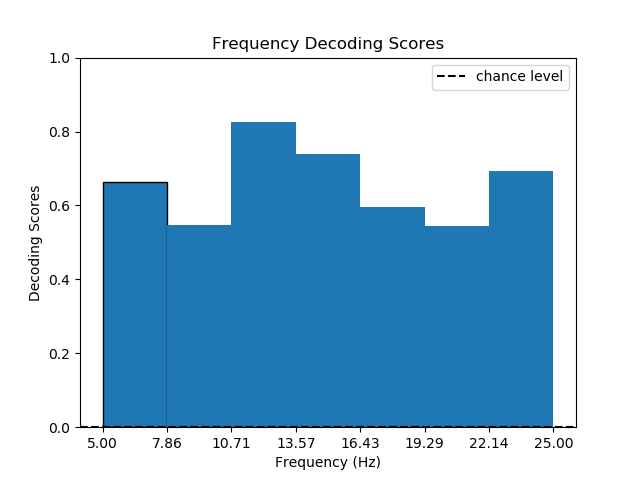 Frequency Decoding Scores
chance level
1.0
0.8
0.6
0.4
0.2
0.0
Decoding Scores
5.00 7.86 10.71 13.57 16.43 19.29 22.14 25.00
Frequency (Hz)